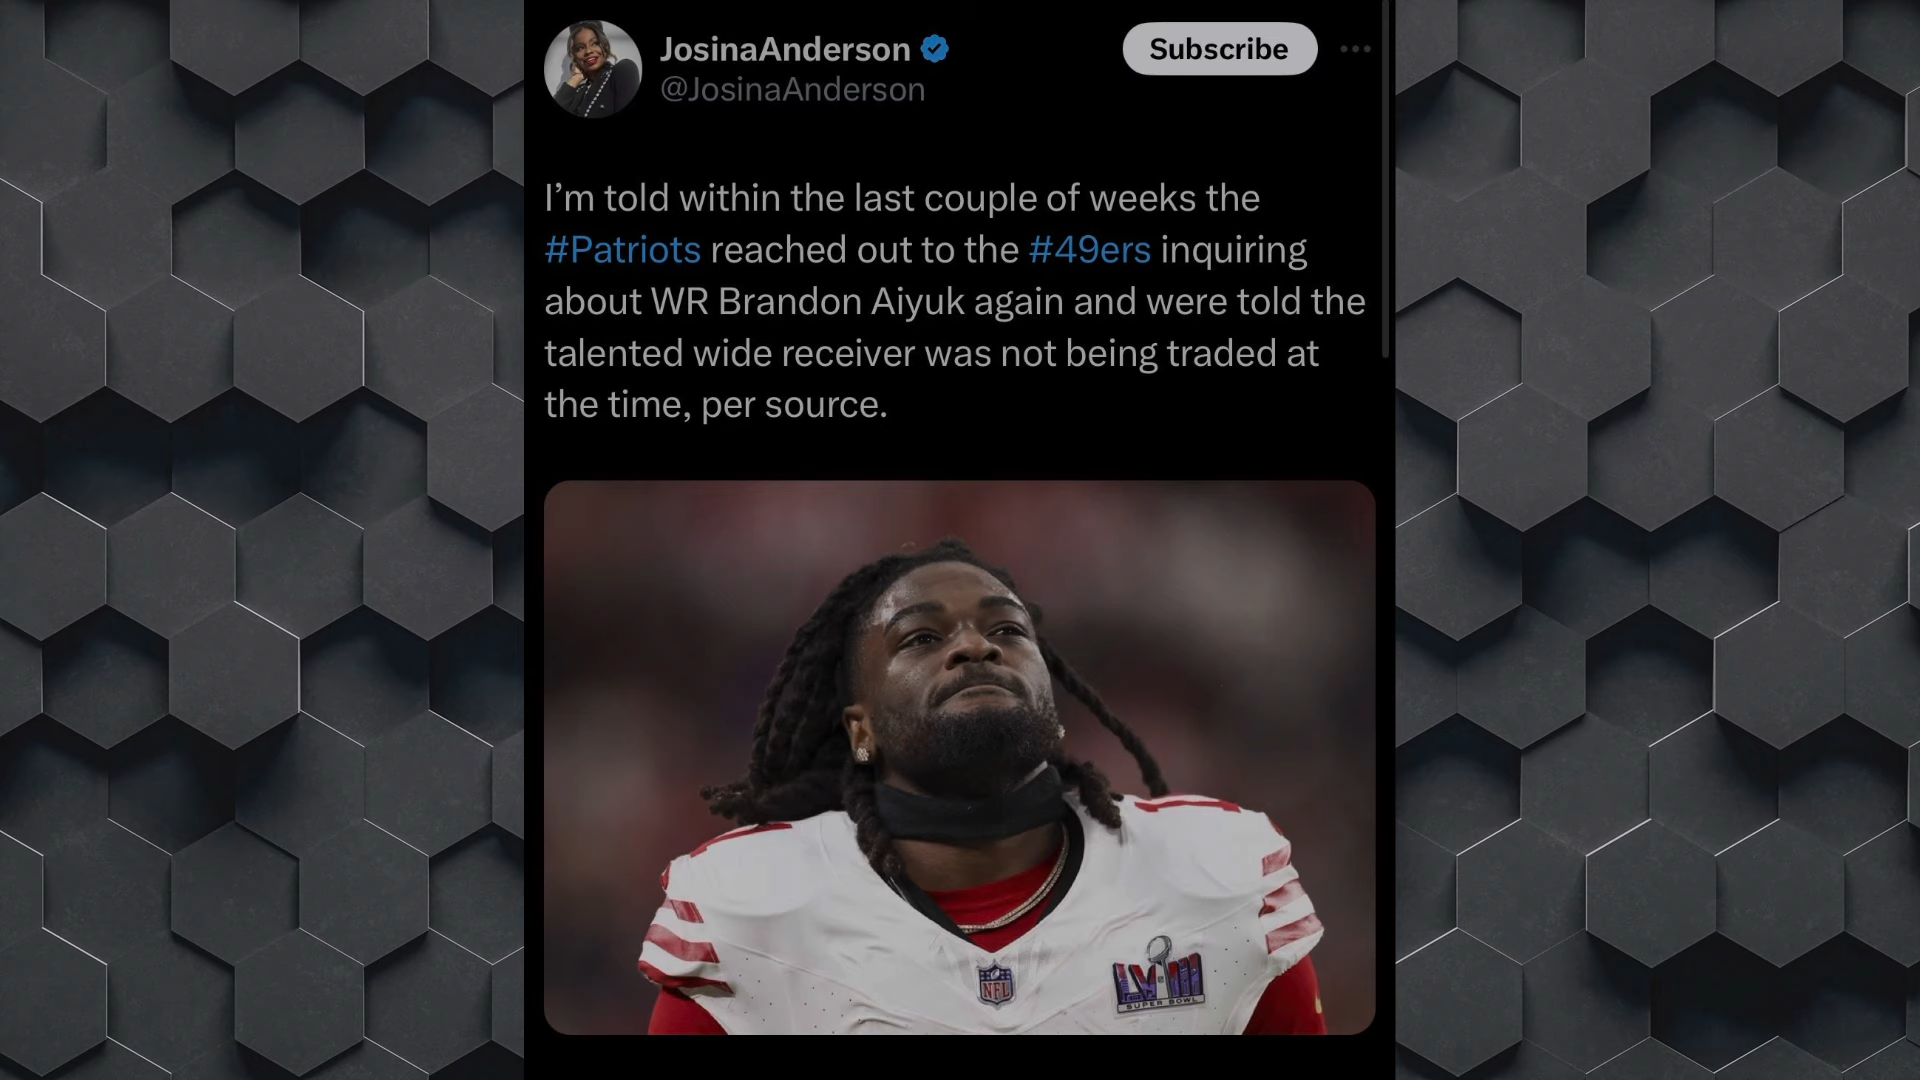 JosinaAnderson
Subscribe
@JosinaAnderson
I’m told within the last couple of weeks the
#Patriots reached out to the #49ers inquiring
about WR Brandon Aiyuk again and were told the
talented wide receiver was not being traded at
the time, per source.
NFL
LVIII
SUPER BOWL